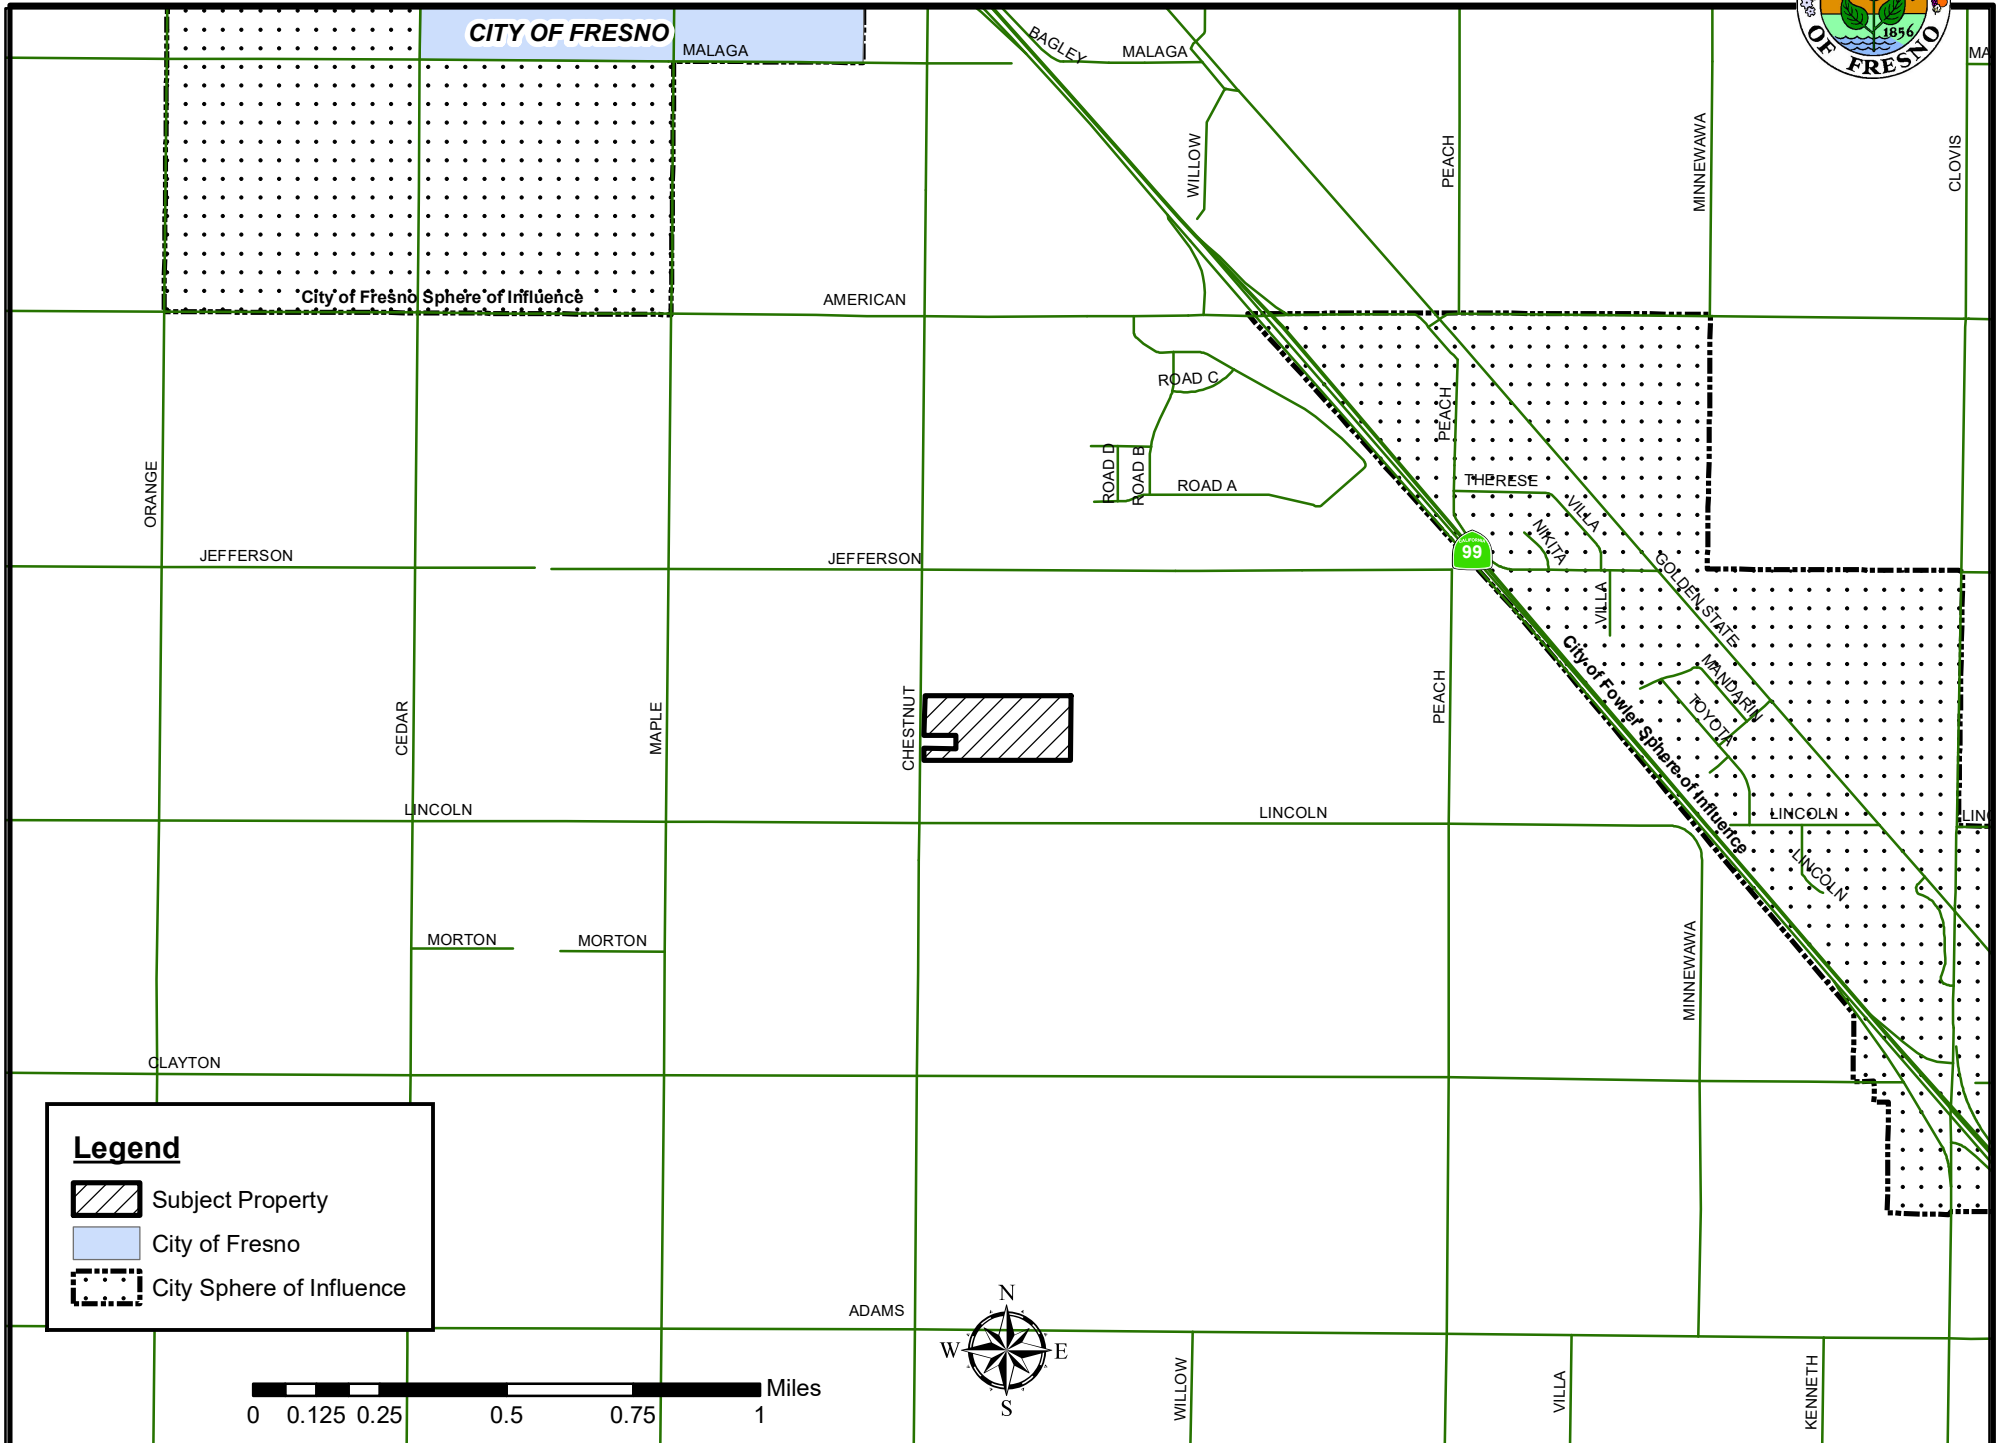 CITY OF FRESNO
MALAGA
BAGLEY
MALAGA
1856
OF FRESNO
WILLOW
PEACH
MINNEWAWA
CLOVIS
City of Fresno Sphere of Influence
AMERICAN
ROAD C
PEACH
ROAD D
ROAD B
ROAD A
THERESE
VILLA
NIKITA
ORANGE
JEFFERSON
JEFFERSON
CALIFORNIA
99
GOLDEN STATE
VILLA
City of Fowler Sphere of Influence
MANDARIN
TOYOTA
CEDAR
MAPLE
CHESTNUT
PEACH
LINCOLN
LINCOLN
LINCOLN
LINCOLN
MORTON
MORTON
MINNEWAWA
CLAYTON
Legend
Subject Property
City of Fresno
City Sphere of Influence
ADAMS
N
W E
S
WILLOW
VILLA
KENNETH
Miles
0 0.125 0.25 0.5 0.75 1